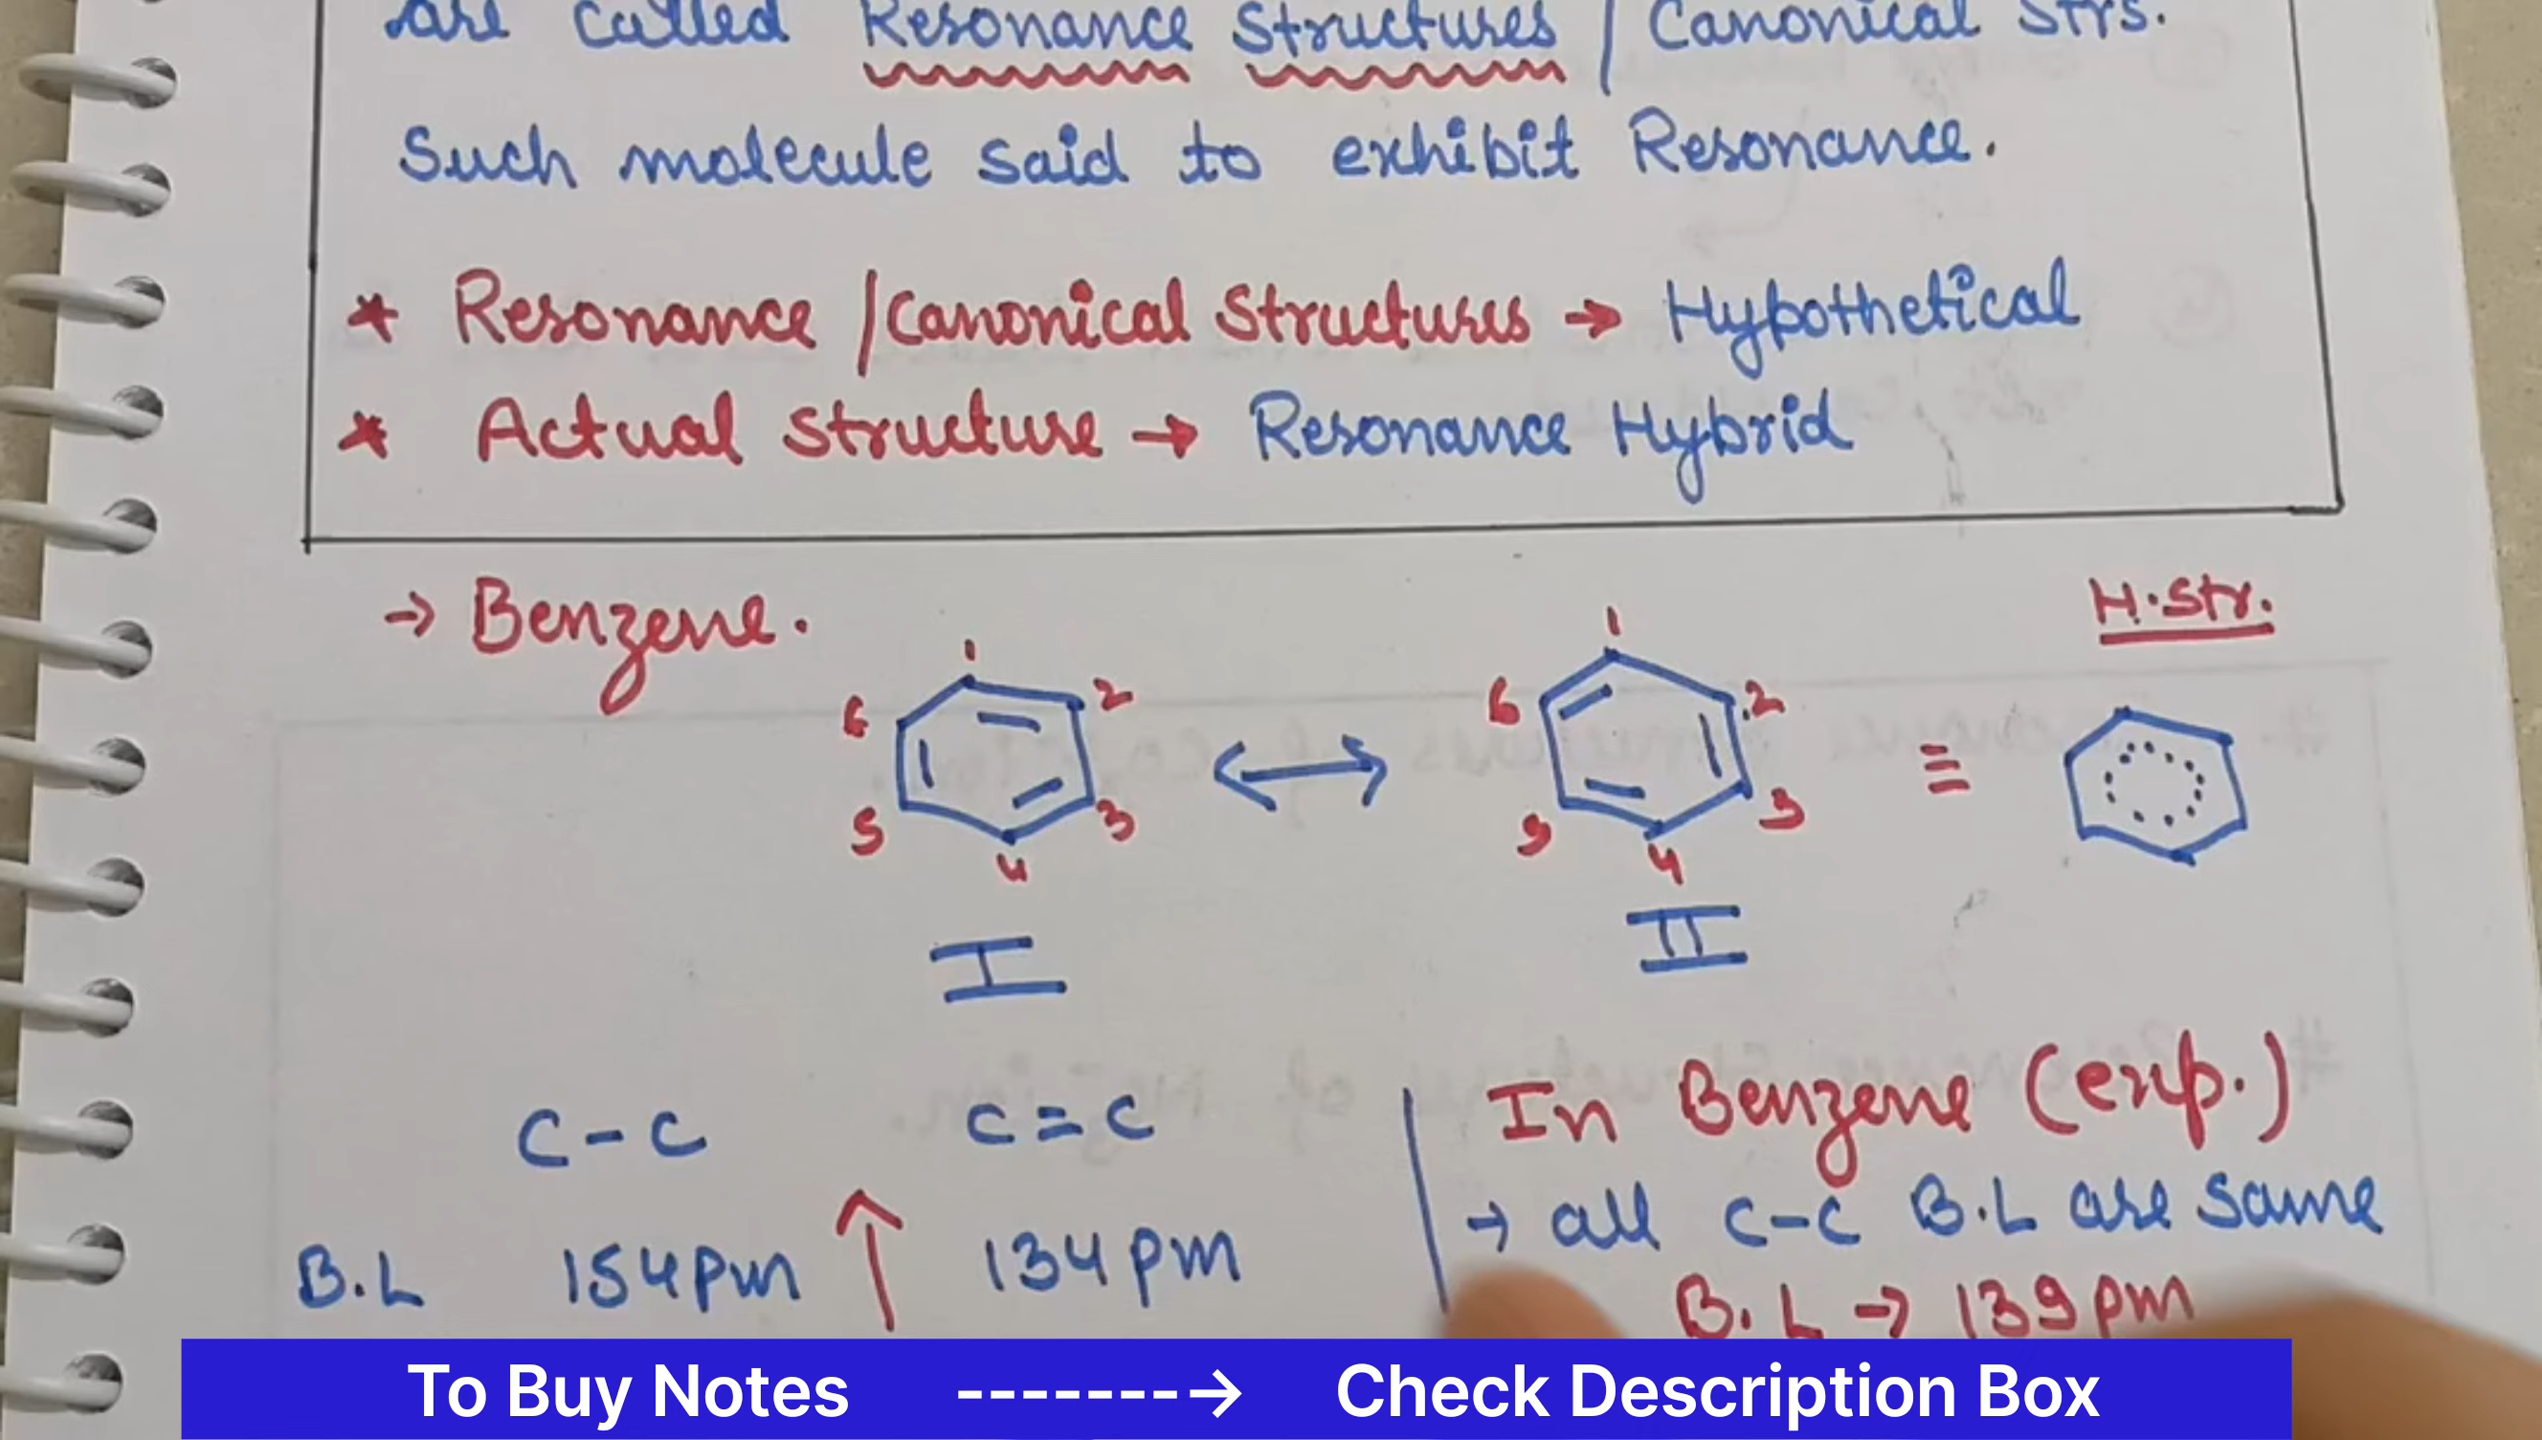 are called Resonance Structures / Canonical Strs.
Such molecule said to exhibit Resonance.
* Resonance / Canonical Structures → Hypothetical
* Actual Structure → Resonance Hybrid
→ Benzene.
H. Str.
1 2 3 4 5 6
1 2 3 4 5 6
↔ ≡
I II
C-C C=C
B.L 154pm ↑ 134pm
In Benzene (exp.)
→ all C-C B.L are same
B.L → 139pm
To Buy Notes -------→ Check Description Box